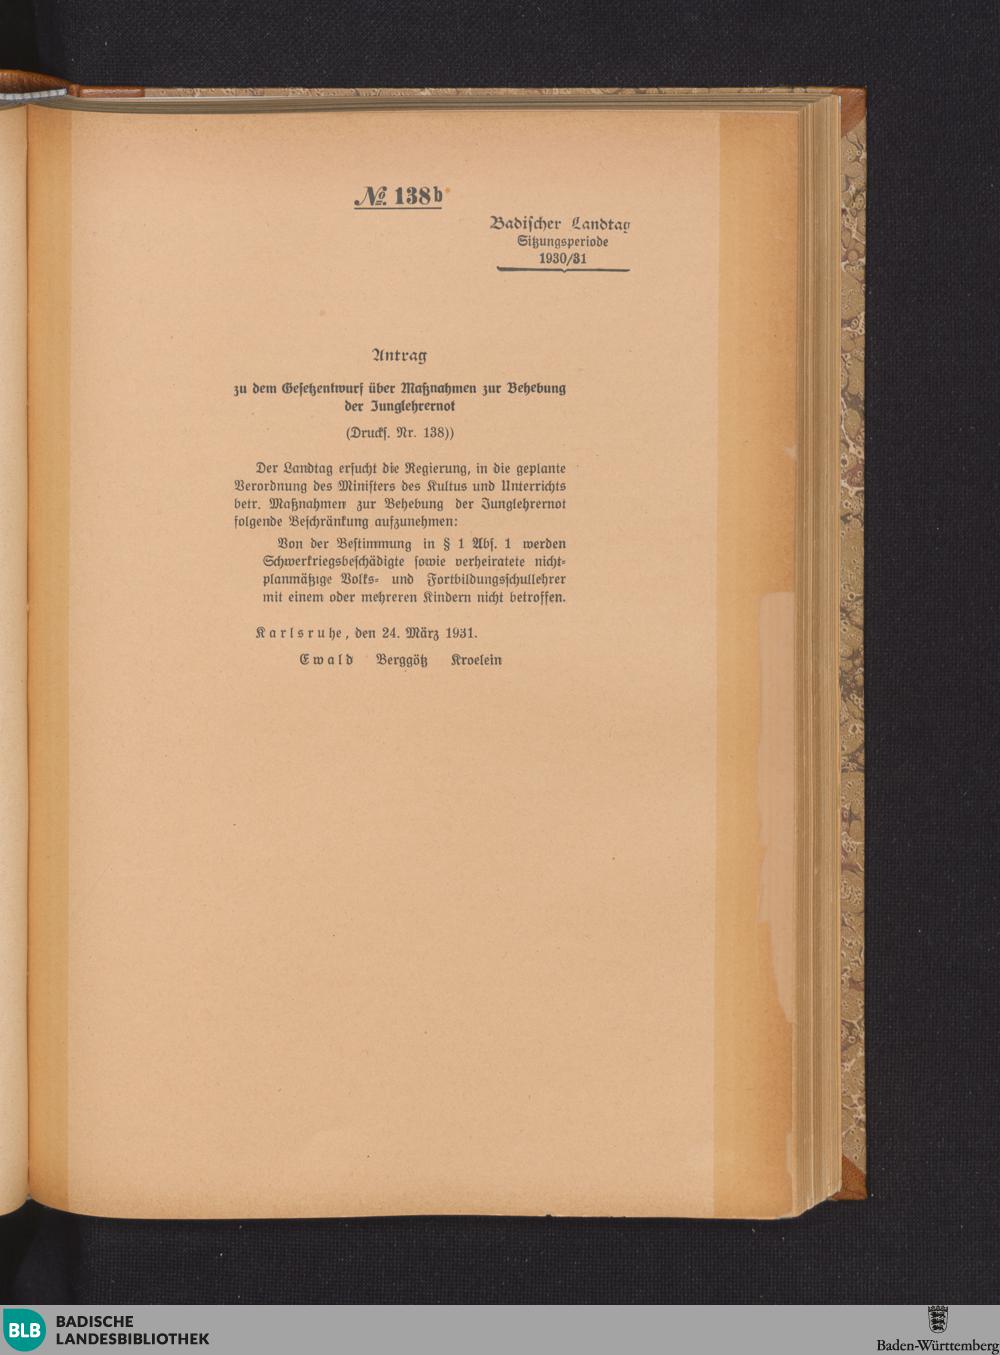 № 138b
Badischer Landtag
Sitzungsperiode
1930/31
Antrag
zu dem Gesetzentwurf über Maßnahmen zur Behebung
der Junglehrernot
(Drucks. Nr. 138))
Der Landtag ersucht die Regierung, in die geplante
Verordnung des Ministers des Kultus und Unterrichts
betr. Maßnahmen zur Behebung der Junglehrernot
folgende Beschränkung aufzunehmen:
Von der Bestimmung in § 1 Abs. 1 werden
Schwerkriegsbeschädigte sowie verheiratete nicht-
planmäßige Volks- und Fortbildungsschullehrer
mit einem oder mehreren Kindern nicht betroffen.
Karlsruhe, den 24. März 1931.
Ewald Berggötz Kroelein
BLB BADISCHE
LANDESBIBLIOTHEK
Baden-Württemberg